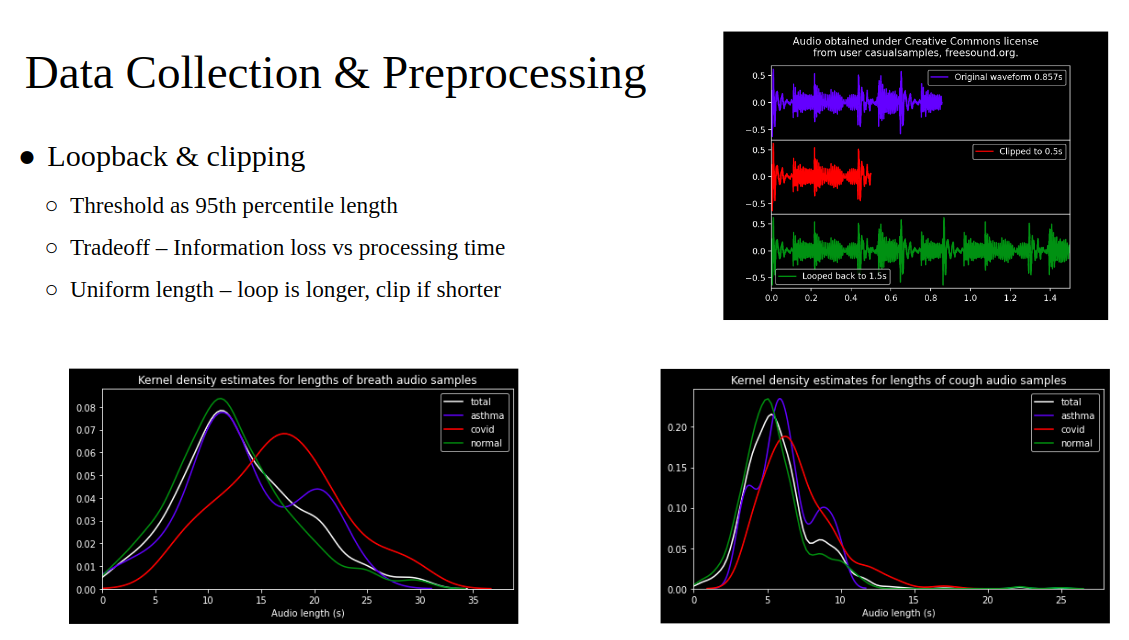 Data Collection & Preprocessing
● Loopback & clipping
○ Threshold as 95th percentile length
○ Tradeoff – Information loss vs processing time
○ Uniform length – loop is longer, clip if shorter
Audio obtained under Creative Commons license
from user casualsamples, freesound.org.
0.5
0.0
−0.5
Original waveform 0.857s
0.5
0.0
−0.5
Clipped to 0.5s
0.5
0.0
−0.5
Looped back to 1.5s
0.0 0.2 0.4 0.6 0.8 1.0 1.2 1.4
Kernel density estimates for lengths of breath audio samples
0.08
0.07
0.06
0.05
0.04
0.03
0.02
0.01
0.00
total
asthma
covid
normal
0 5 10 15 20 25 30 35
Audio length (s)
Kernel density estimates for lengths of cough audio samples
0.20
0.15
0.10
0.05
0.00
total
asthma
covid
normal
0 5 10 15 20 25
Audio length (s)